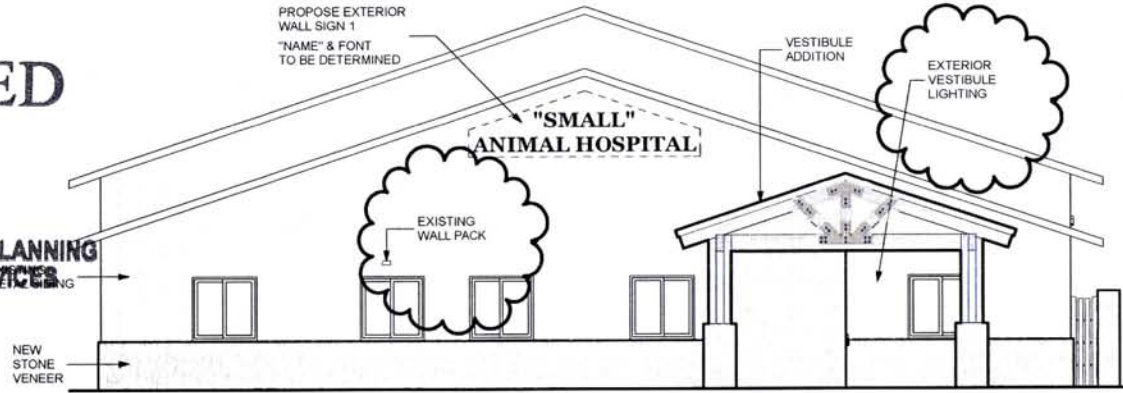 PROPOSE EXTERIOR
WALL SIGN 1
"NAME" & FONT
TO BE DETERMINED
VESTIBULE
ADDITION
EXTERIOR
VESTIBULE
LIGHTING
ED
"SMALL"
ANIMAL HOSPITAL
EXISTING
WALL PACK
LANNING
VICES
NEW
STONE
VENEER